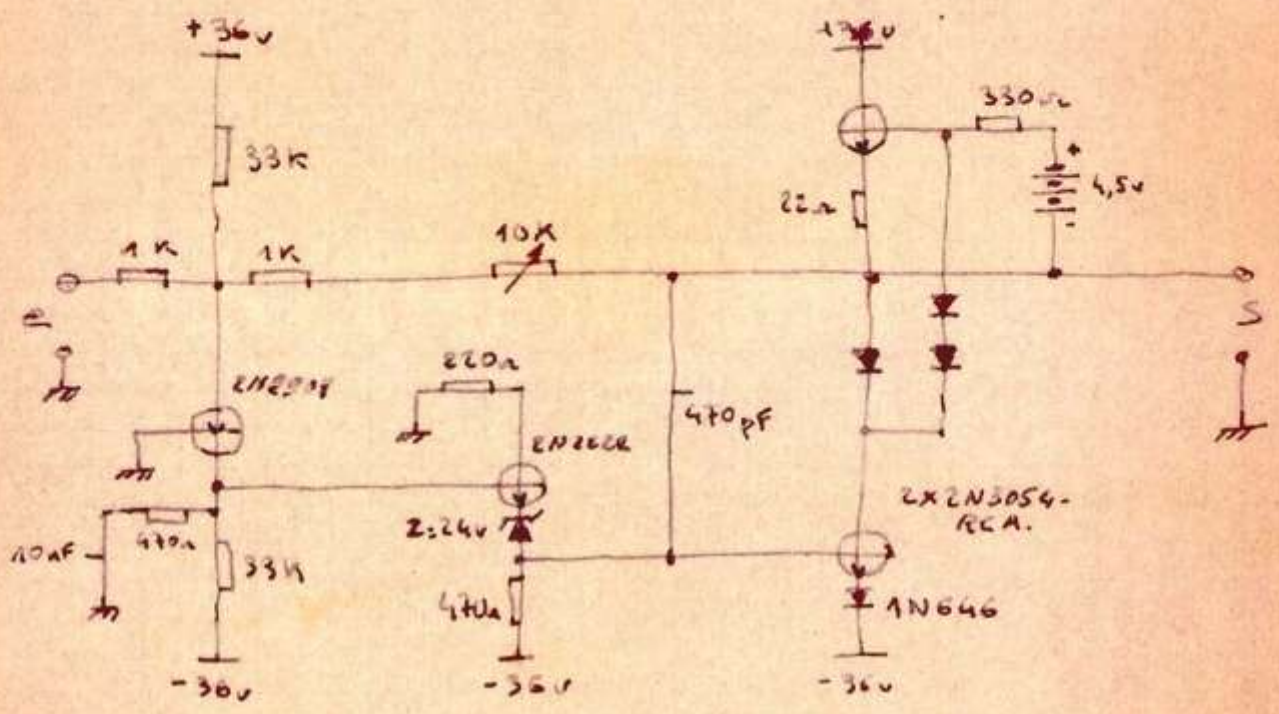 +36v
+36v
330Ω
33K
4,5v
+
-
22Ω
1K
1K
10K
E
S
220Ω
470pF
2N2222
2x2N3054-
RCA.
Z=24v
10nF
470Ω
33K
470Ω
1N646
-36v
-36v
-36v